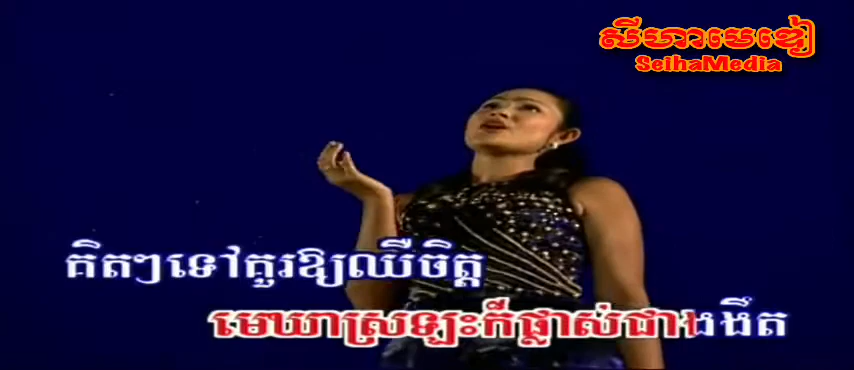 សីហាមេឌៀ
SeihaMedia
គិតៗទៅគួរឱ្យឈឺចិត្ត
មេឃាស្រឡះក៏ផ្លាស់ជាងងឹត